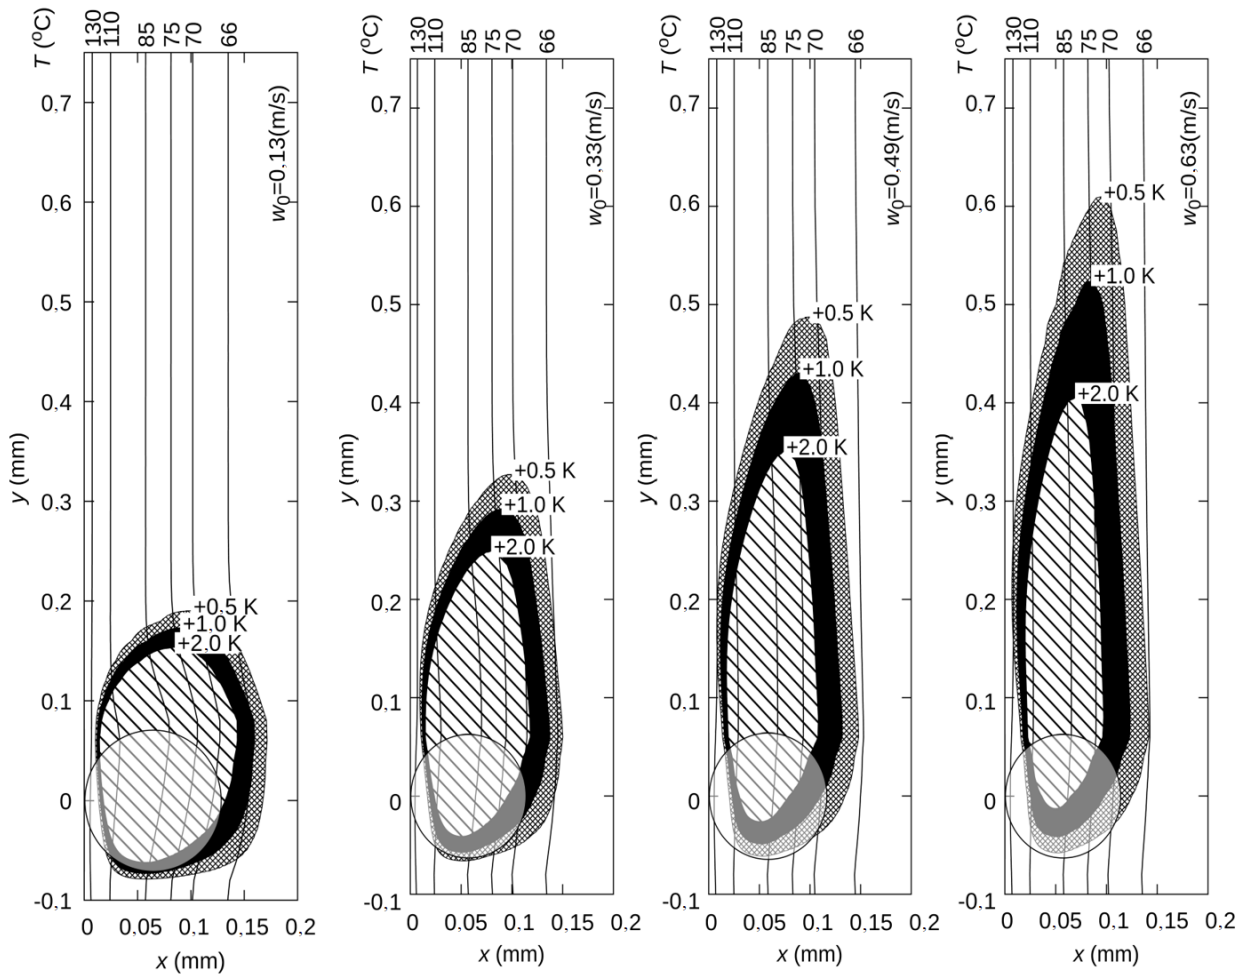 T (°C) 130 110 85 75 70 66
w0=0,13(m/s)
0,7
0,6
0,5
0,4
0,3
0,2
0.1
0
-0.1
y (mm)
+0.5 K
+1.0 K
+2.0 K
0 0,05 0,1 0,15 0,2
x (mm)
T (°C) 130 110 85 75 70 66
w0=0,33(m/s)
0,7
0,6
0,5
0,4
0.3
0.2
0.1
0
-0.1
y (mm)
+0.5 K
+1.0 K
+2.0 K
0 0,05 0,1 0,15 0,2
x (mm)
T (°C) 130 110 85 75 70 66
w0=0,49(m/s)
0,7
0,6
0,5
0,4
0.3
0.2
0.1
0
-0.1
y (mm)
+0.5 K
+1.0 K
+2.0 K
0 0,05 0,1 0,15 0,2
x (mm)
T (°C) 130 110 85 75 70 66
w0=0,63(m/s)
0,7
0,6
0,5
0,4
0.3
0.2
0.1
0
-0.1
y (mm)
+0.5 K
+1.0 K
+2.0 K
0 0,05 0,1 0,15 0,2
x (mm)